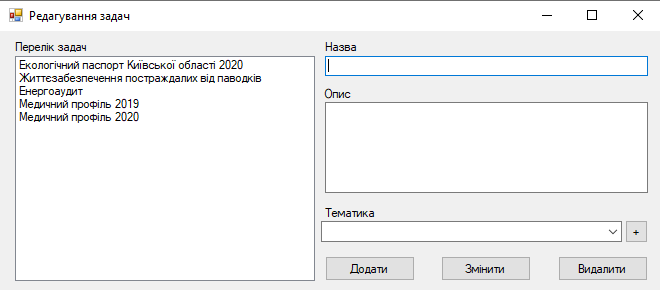 Редагування задач
Перелік задач
Екологічний паспорт Київської області 2020
Життєзабезпечення постраждалих від паводків
Енергоаудит
Медичний профіль 2019
Медичний профіль 2020
Назва
Опис
Тематика
+
Додати
Змінити
Видалити